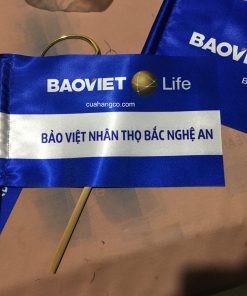 BAOVIET Life
cuahangco.com
BẢO VIỆT NHÂN THỌ BẮC NGHỆ AN
BAOVI